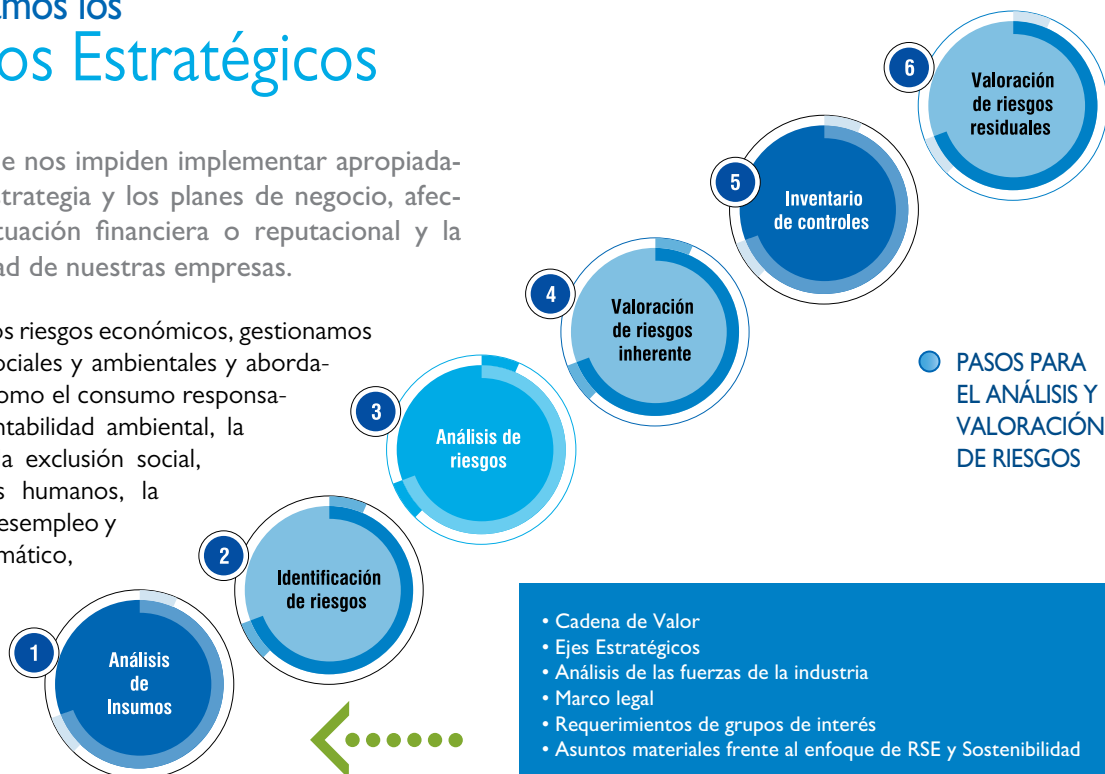 amos los
os Estratégicos
e nos impiden implementar apropiada-
strategia y los planes de negocio, afec-
tuación financiera o reputacional y la
ad de nuestras empresas.
os riesgos económicos, gestionamos
ociales y ambientales y aborda-
omo el consumo responsa-
ntabilidad ambiental, la
a exclusión social,
s humanos, la
esempleo y
mático,
1
Análisis
de
Insumos
2
Identificación
de riesgos
3
Análisis de
riesgos
4
Valoración
de riesgos
inherente
5
Inventario
de controles
6
Valoración
de riesgos
residuales
PASOS PARA
EL ANÁLISIS Y
VALORACIÓN
DE RIESGOS
• Cadena de Valor
• Ejes Estratégicos
• Análisis de las fuerzas de la industria
• Marco legal
• Requerimientos de grupos de interés
• Asuntos materiales frente al enfoque de RSE y Sostenibilidad